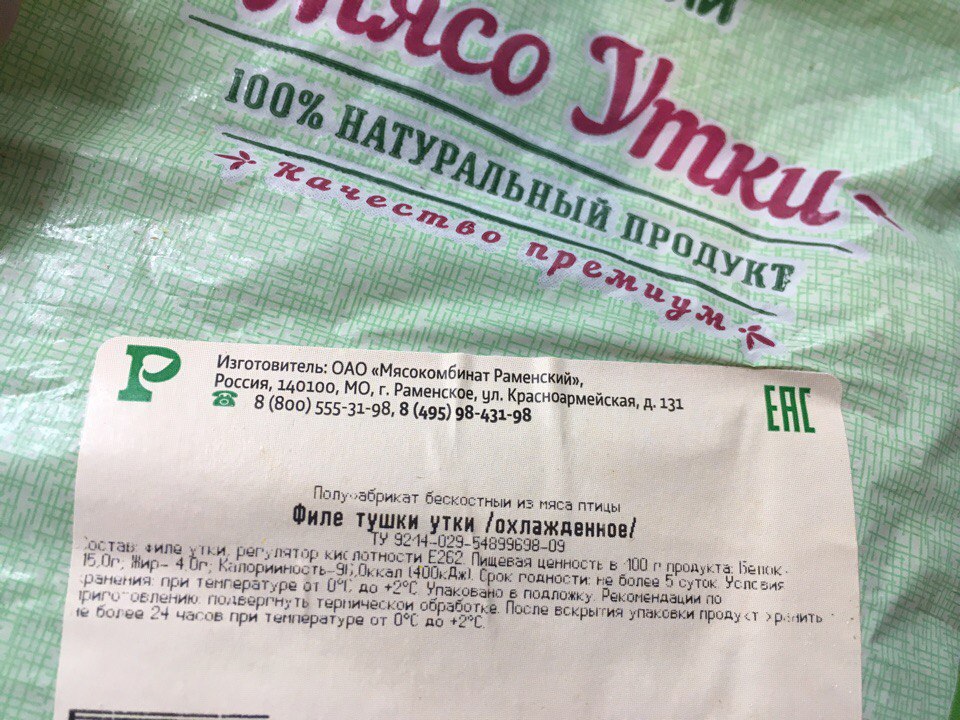 Мясо Утки
100% НАТУРАЛЬНЫЙ ПРОДУКТ
качество премиум
Изготовитель: ОАО «Мясокомбинат Раменский»,
Россия, 140100, МО, г. Раменское, ул. Красноармейская, д. 131
8 (800) 555-31-98, 8 (495) 98-431-98
EAC
Полуфабрикат бескостный из мяса птицы
Филе тушки утки /охлажденное/
ТУ 9214-029-54899698-09
Состав: филе утки, регулятор кислотности Е262. Пищевая ценность в 100 г продукта: Белок -
15,0г; Жир- 4,0г; Калорийность-96,0ккал (400кДж). Срок годности: не более 5 суток. Условия
хранения: при температуре от 0°С до +2°С. Упаковано в подложку. Рекомендации по
приготовлению: подвергнуть термической обработке. После вскрытия упаковки продукт хранить
не более 24 часов при температуре от 0°С до +2°С.